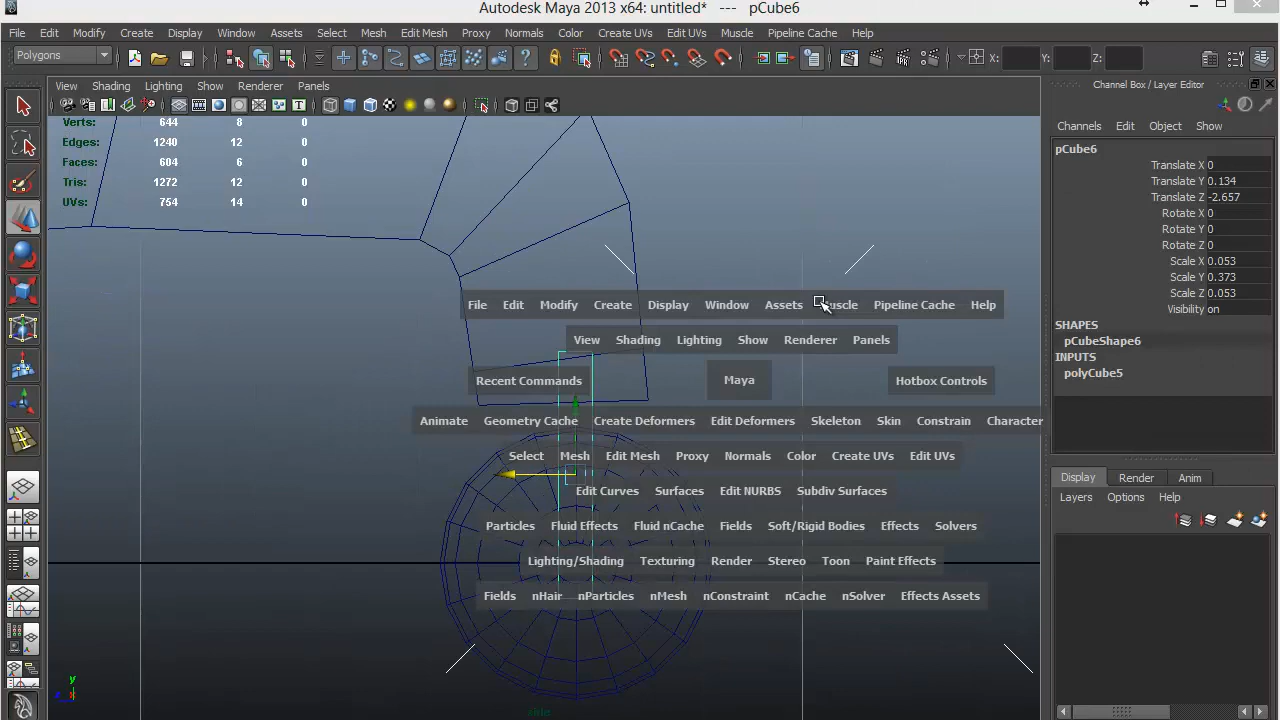 Autodesk Maya 2013 x64: untitled*   ---   pCube6
File Edit Modify Create Display Window Assets Select Mesh Edit Mesh Proxy Normals Color Create UVs Edit UVs Muscle Pipeline Cache Help
Polygons
X: Y: Z:
View Shading Lighting Show Renderer Panels
Channel Box / Layer Editor
Channels Edit Object Show
Verts: 644 8 0
Edges: 1240 12 0
Faces: 604 6 0
Tris: 1272 12 0
UVs: 754 14 0
pCube6
Translate X 0
Translate Y 0.134
Translate Z -2.657
Rotate X 0
Rotate Y 0
Rotate Z 0
Scale X 0.053
Scale Y 0.373
Scale Z 0.053
Visibility on
SHAPES
pCubeShape6
INPUTS
polyCube5
File Edit Modify Create Display Window Assets Pipeline Cache Help
View Shading Lighting Show Renderer Panels
Recent Commands Maya Hotbox Controls
Animate Geometry Cache Create Deformers Edit Deformers Skeleton Skin Constrain Character
Select Mesh Edit Mesh Proxy Normals Color Create UVs Edit UVs
Edit Curves Surfaces Edit NURBS Subdiv Surfaces
Particles Fluid Effects Fluid nCache Fields Soft/Rigid Bodies Effects Solvers
Lighting/Shading Texturing Render Stereo Toon Paint Effects
Fields nHair nParticles nMesh nConstraint nCache nSolver Effects Assets
Display Render Anim
Layers Options Help
y
side